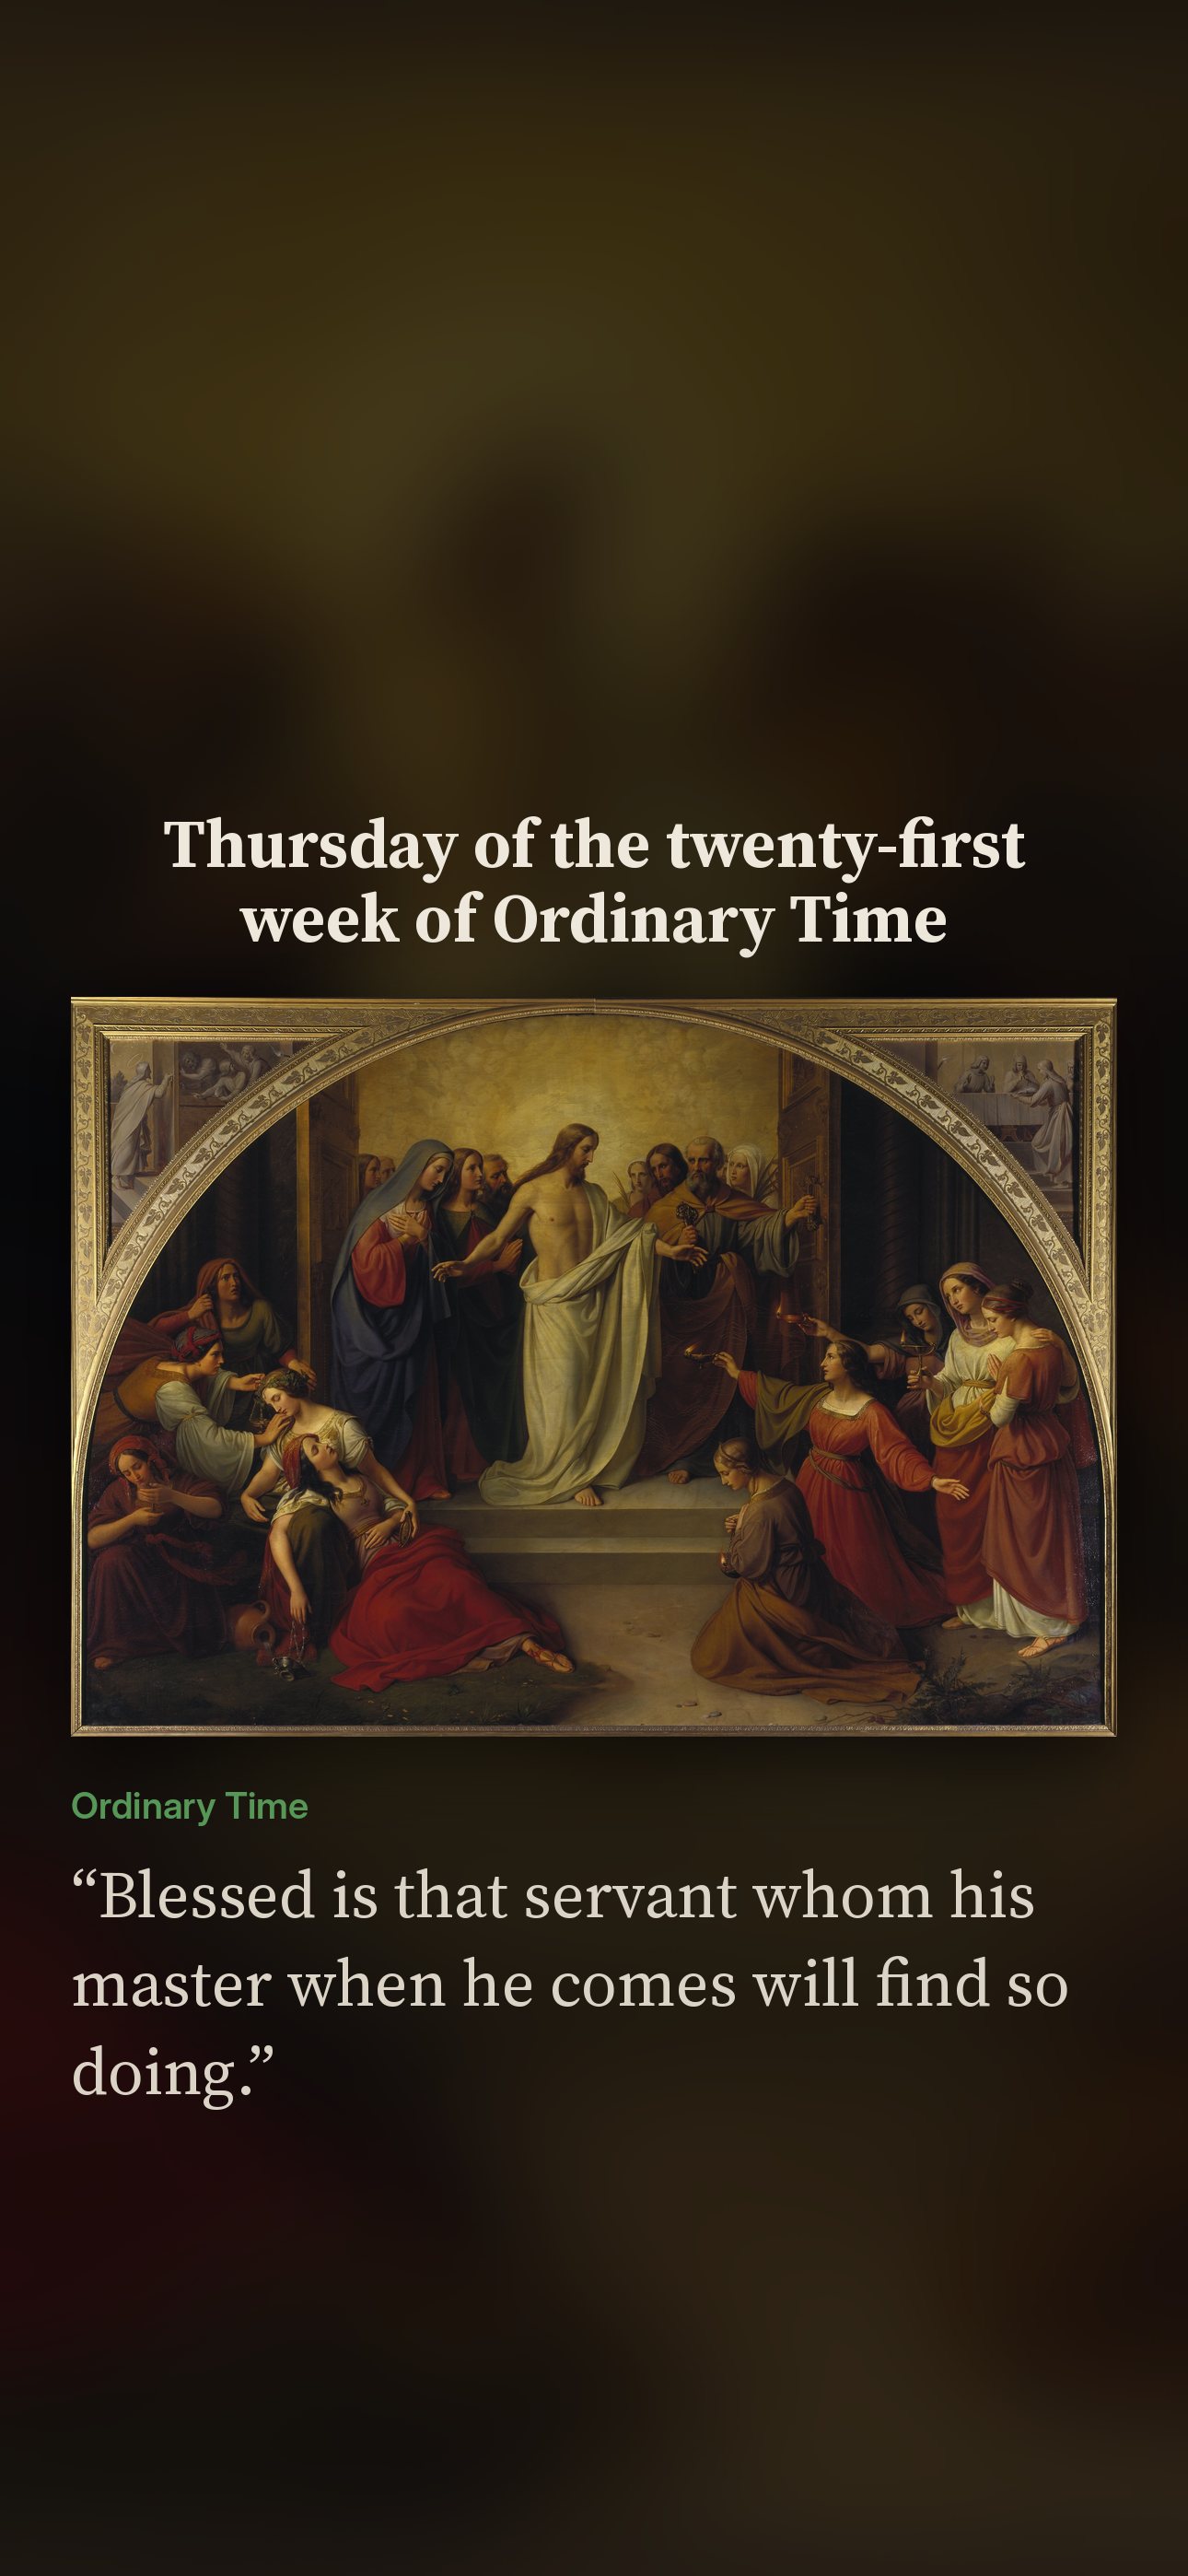 Thursday of the twenty-first
week of Ordinary Time
Ordinary Time
“Blessed is that servant whom his
master when he comes will find so
doing.”